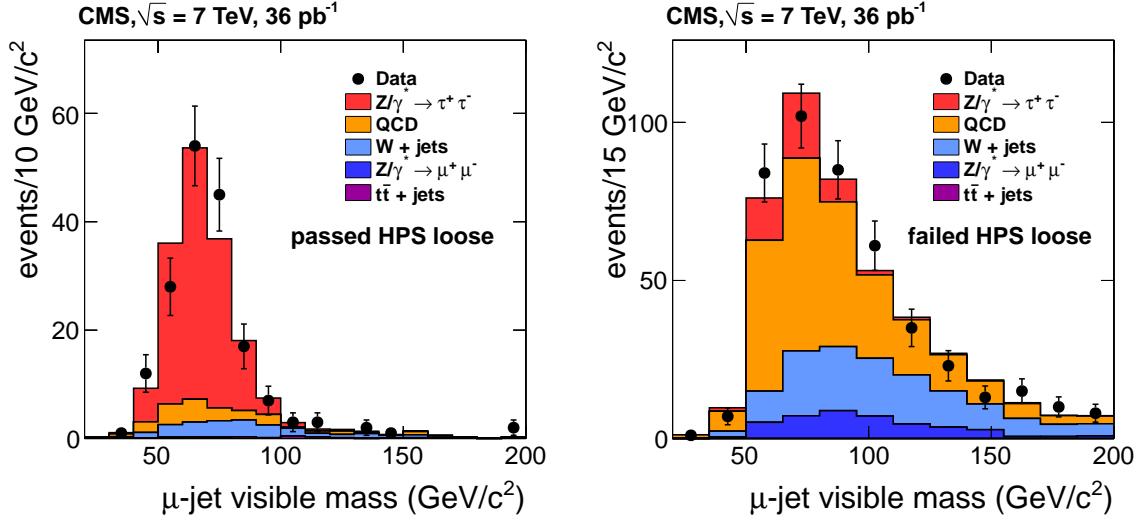 CMS, √s = 7 TeV, 36 pb⁻¹
events/10 GeV/c²
60
40
20
0
Data
Z/γ* → τ⁺ τ⁻
QCD
W + jets
Z/γ* → μ⁺ μ⁻
tt̄ + jets
passed HPS loose
50
100
150
200
μ-jet visible mass (GeV/c²)
CMS, √s = 7 TeV, 36 pb⁻¹
events/15 GeV/c²
100
50
0
Data
Z/γ* → τ⁺ τ⁻
QCD
W + jets
Z/γ* → μ⁺ μ⁻
tt̄ + jets
failed HPS loose
50
100
150
200
μ-jet visible mass (GeV/c²)